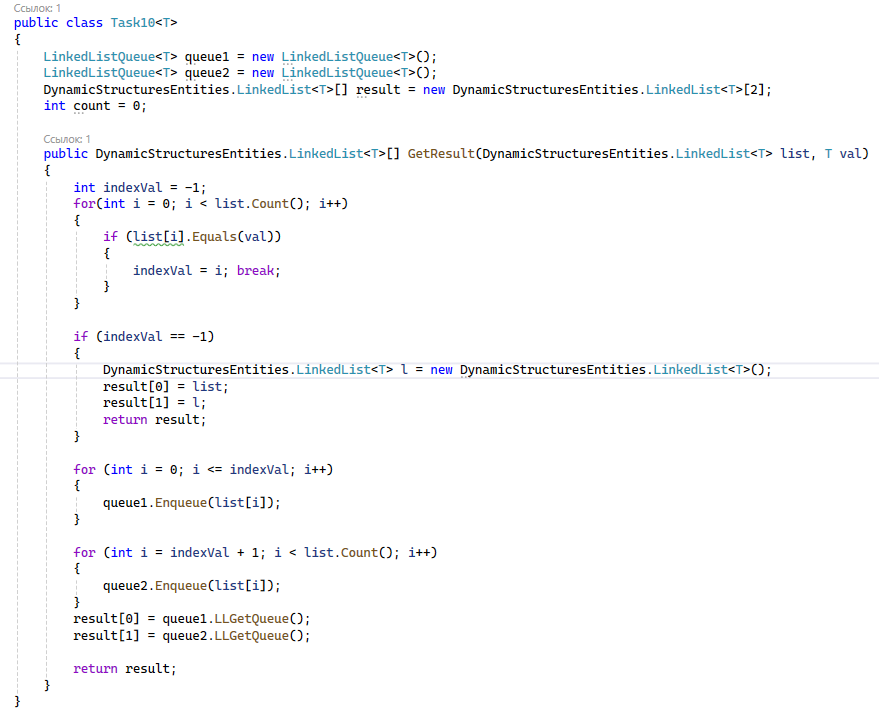 Ссылок: 1
public class Task10<T>
{
    LinkedListQueue<T> queue1 = new LinkedListQueue<T>();
    LinkedListQueue<T> queue2 = new LinkedListQueue<T>();
    DynamicStructuresEntities.LinkedList<T>[] result = new DynamicStructuresEntities.LinkedList<T>[2];
    int count = 0;

    Ссылок: 1
    public DynamicStructuresEntities.LinkedList<T>[] GetResult(DynamicStructuresEntities.LinkedList<T> list, T val)
    {
        int indexVal = -1;
        for(int i = 0; i < list.Count(); i++)
        {
            if (list[i].Equals(val))
            {
                indexVal = i; break;
            }
        }

        if (indexVal == -1)
        {
            DynamicStructuresEntities.LinkedList<T> l = new DynamicStructuresEntities.LinkedList<T>();
            result[0] = list;
            result[1] = l;
            return result;
        }

        for (int i = 0; i <= indexVal; i++)
        {
            queue1.Enqueue(list[i]);
        }

        for (int i = indexVal + 1; i < list.Count(); i++)
        {
            queue2.Enqueue(list[i]);
        }
        result[0] = queue1.LLGetQueue();
        result[1] = queue2.LLGetQueue();

        return result;
    }
}